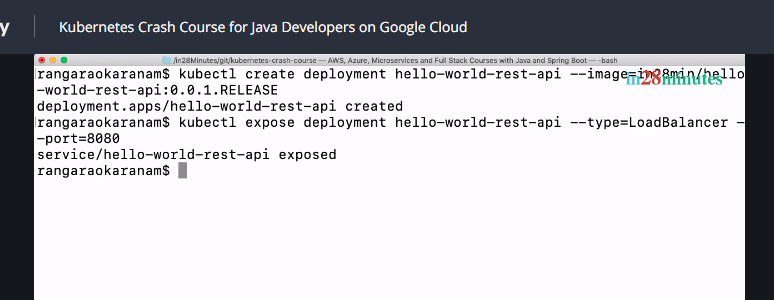 y
Kubernetes Crash Course for Java Developers on Google Cloud
/in28Minutes/git/kubernetes-crash-course — AWS, Azure, Microservices and Full Stack Courses with Java and Spring Boot — -bash
rangaraokaranam$ kubectl create deployment hello-world-rest-api --image=in28min/hello
-world-rest-api:0.0.1.RELEASE
in28minutes
deployment.apps/hello-world-rest-api created
rangaraokaranam$ kubectl expose deployment hello-world-rest-api --type=LoadBalancer -
-port=8080
service/hello-world-rest-api exposed
rangaraokaranam$